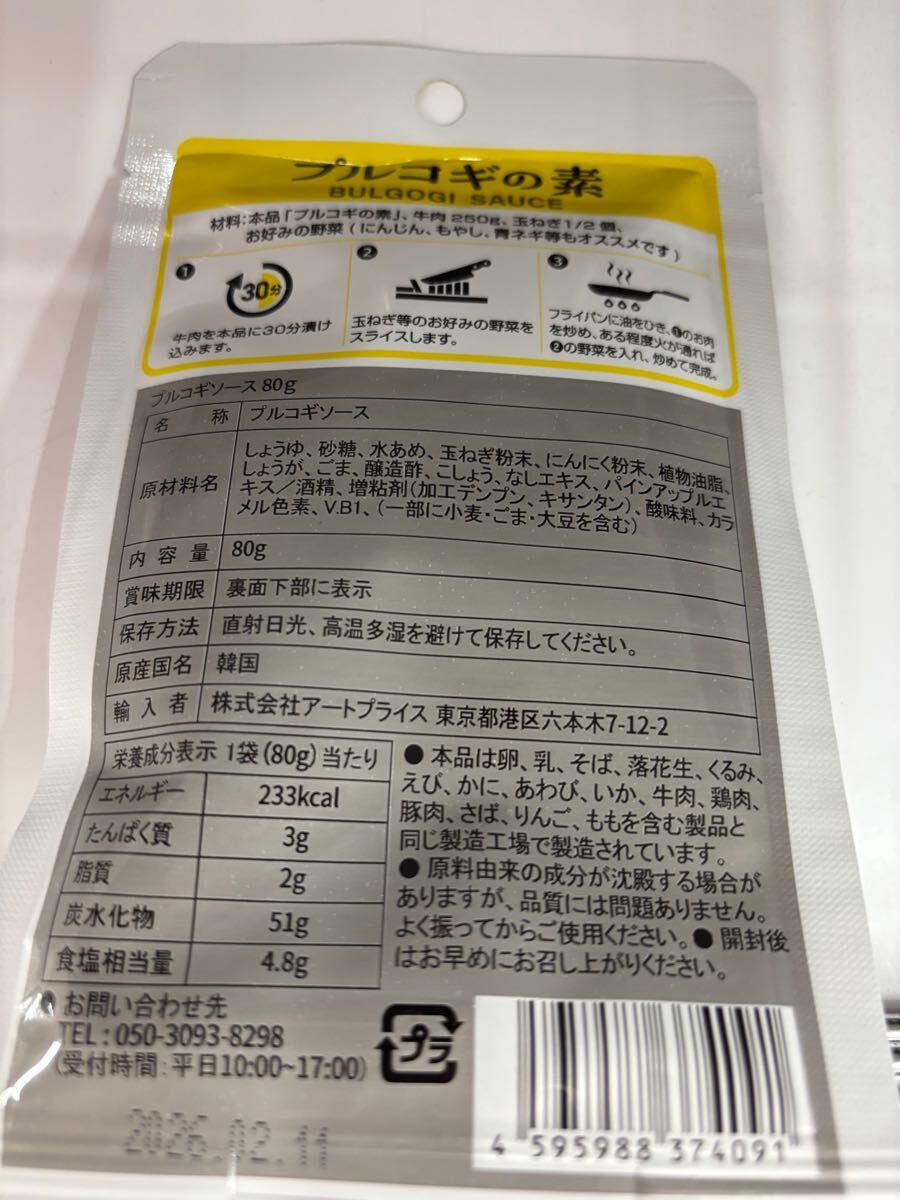 プルコギの素
BULGOGI SAUCE
材料:本品「プルコギの素」、牛肉250g、玉ねぎ1/2個、
お好みの野菜(にんじん、もやし、青ネギ等もオススメです)
❶
30分
牛肉を本品に30分漬け
込みます。
❷
玉ねぎ等のお好みの野菜を
スライスします。
❸
フライパンに油をひき、❶のお肉
を炒め、ある程度火が通れば
❷の野菜を入れ、炒めて完成。
プルコギソース 80g
名称 プルコギソース
原材料名 しょうゆ、砂糖、水あめ、玉ねぎ粉末、にんにく粉末、植物油脂、
しょうが、ごま、醸造酢、こしょう、なしエキス、パインアップルエ
キス/酒精、増粘剤(加工デンプン、キサンタン)、酸味料、カラ
メル色素、V.B1、(一部に小麦・ごま・大豆を含む)
内容量 80g
賞味期限 裏面下部に表示
保存方法 直射日光、高温多湿を避けて保存してください。
原産国名 韓国
輸入者 株式会社アートプライス 東京都港区六本木7-12-2
栄養成分表示 1袋(80g)当たり
エネルギー 233kcal
たんぱく質 3g
脂質 2g
炭水化物 51g
食塩相当量 4.8g
● 本品は卵、乳、そば、落花生、くるみ、
えび、かに、あわび、いか、牛肉、鶏肉、
豚肉、さば、りんご、ももを含む製品と
同じ製造工場で製造されています。
● 原料由来の成分が沈殿する場合が
ありますが、品質には問題ありません。
よく振ってからご使用ください。● 開封後
はお早めにお召し上がりください。
● お問い合わせ先
TEL:050-3093-8298
(受付時間:平日10:00~17:00)
プラ
2026.02.11
4 595988 374091